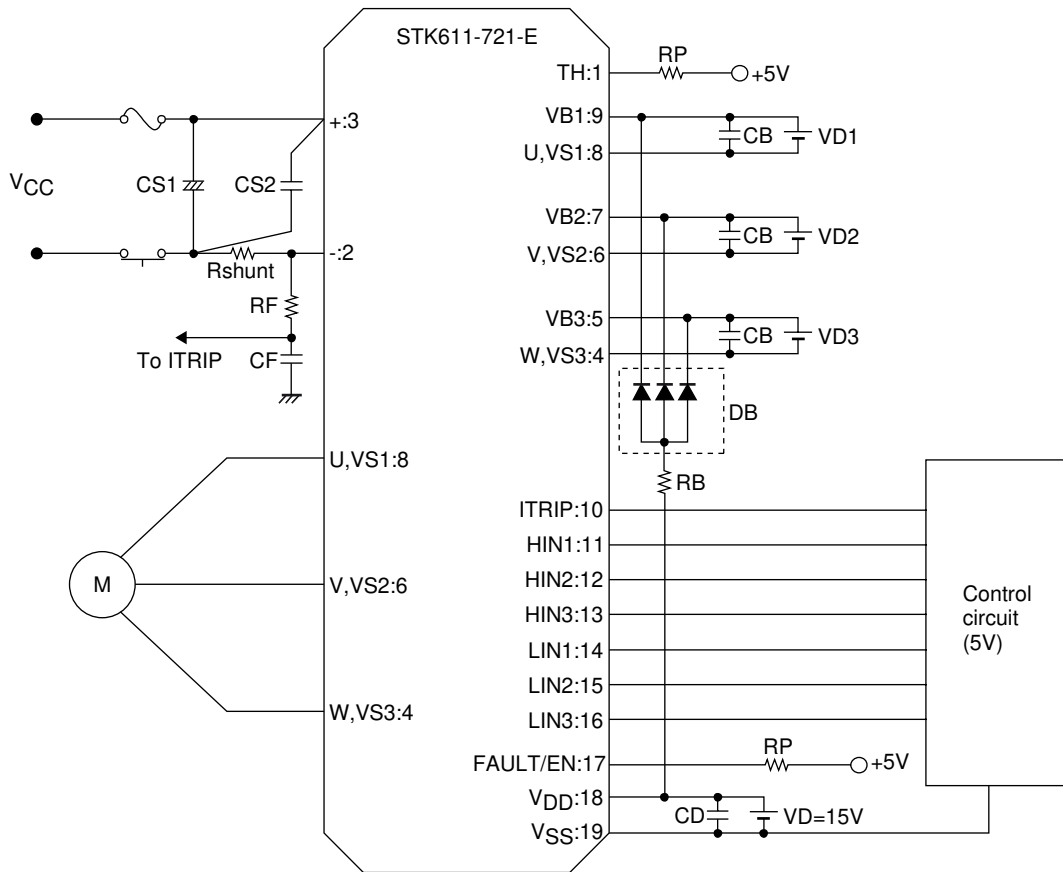 STK611-721-E
TH:1
RP
+5V
VB1:9
CB
VD1
U,VS1:8
+:3
VCC
CS1
CS2
VB2:7
CB
VD2
V,VS2:6
-:2
Rshunt
RF
VB3:5
CB
VD3
W,VS3:4
To ITRIP
CF
DB
U,VS1:8
RB
ITRIP:10
HIN1:11
HIN2:12
HIN3:13
LIN1:14
LIN2:15
LIN3:16
Control
circuit
(5V)
M
V,VS2:6
W,VS3:4
FAULT/EN:17
RP
+5V
VDD:18
CD
VD=15V
VSS:19